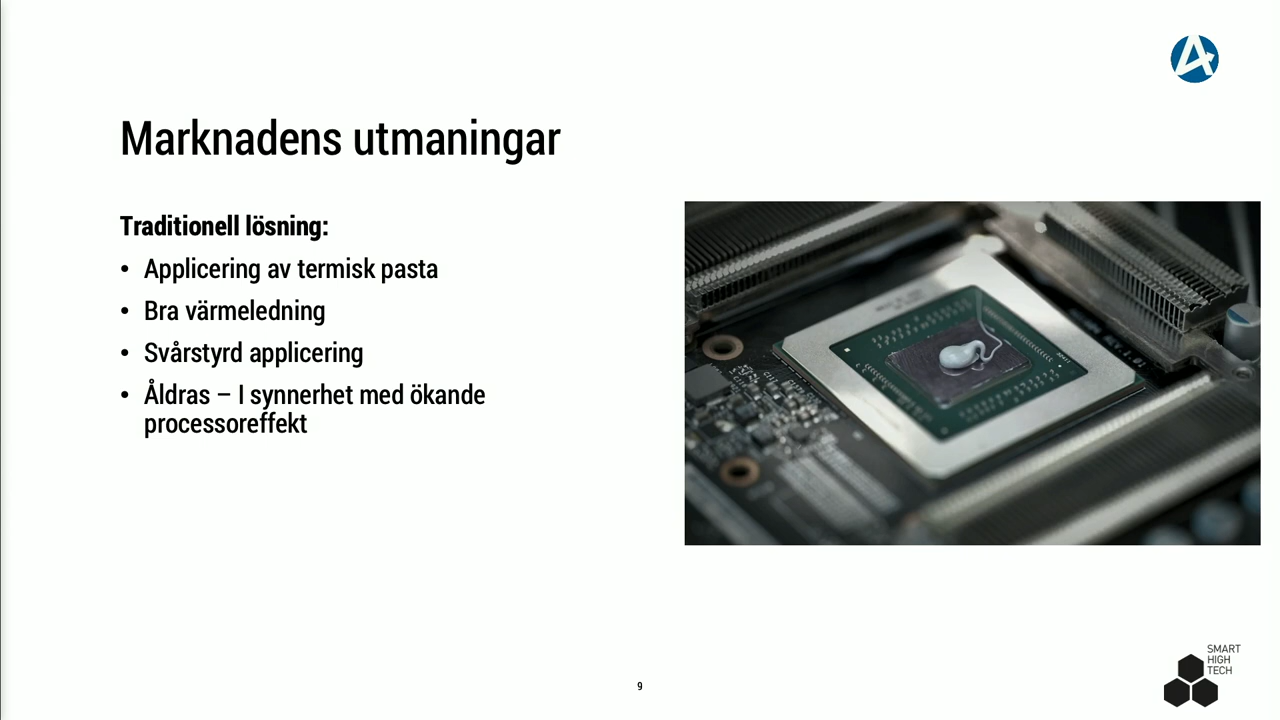 Marknadens utmaningar
Traditionell lösning:
• Applicering av termisk pasta
• Bra värmeledning
• Svårstyrd applicering
• Åldras – I synnerhet med ökande
processoreffekt
9
SMART
HIGH
TECH